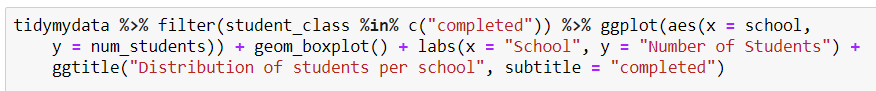 tidymydata %>% filter(student_class %in% c("completed")) %>% ggplot(aes(x = school,
y = num_students)) + geom_boxplot() + labs(x = "School", y = "Number of Students") +
ggtitle("Distribution of students per school", subtitle = "completed")